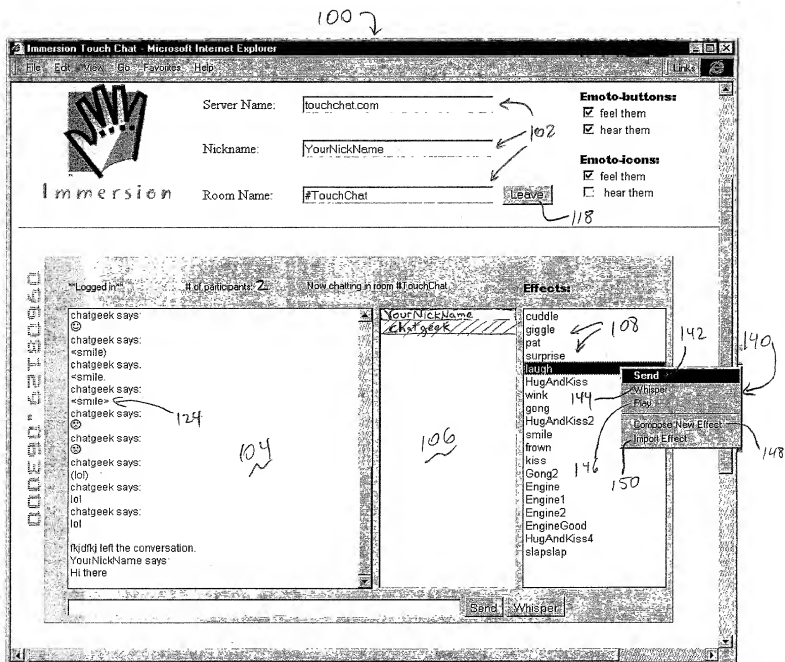 100
Immersion Touch Chat - Microsoft Internet Explorer
File Edit View Go Favorites Help
Links
Server Name: touchchat.com
Nickname: YourNickName
Room Name: #TouchChat
Leave
102
118
Immersion
Emoto-buttons:
feel them
hear them
Emoto-icons:
feel them
hear them
**Logged in** # of participants: 2 Now chatting in room #TouchChat
Effects:
chatgeek says:
chatgeek says:
<smile)
chatgeek says:
<smile.
chatgeek says:
<smile>
124
chatgeek says:
chatgeek says:
chatgeek says:
(lol)
chatgeek says:
lol
chatgeek says:
lol
fkjdfkj left the conversation.
YourNickName says:
Hi there
104
YourNickName
chatgeek
106
cuddle
giggle
pat
surprise
laugh
HugAndKiss
wink
gong
HugAndKiss2
smile
frown
kiss
Gong2
Engine
Engine1
Engine2
EngineGood
HugAndKiss4
slapslap
108
142
140
Send
Whisper
Play
Compose New Effect
Import Effect
144
146
148
150
Send Whisper